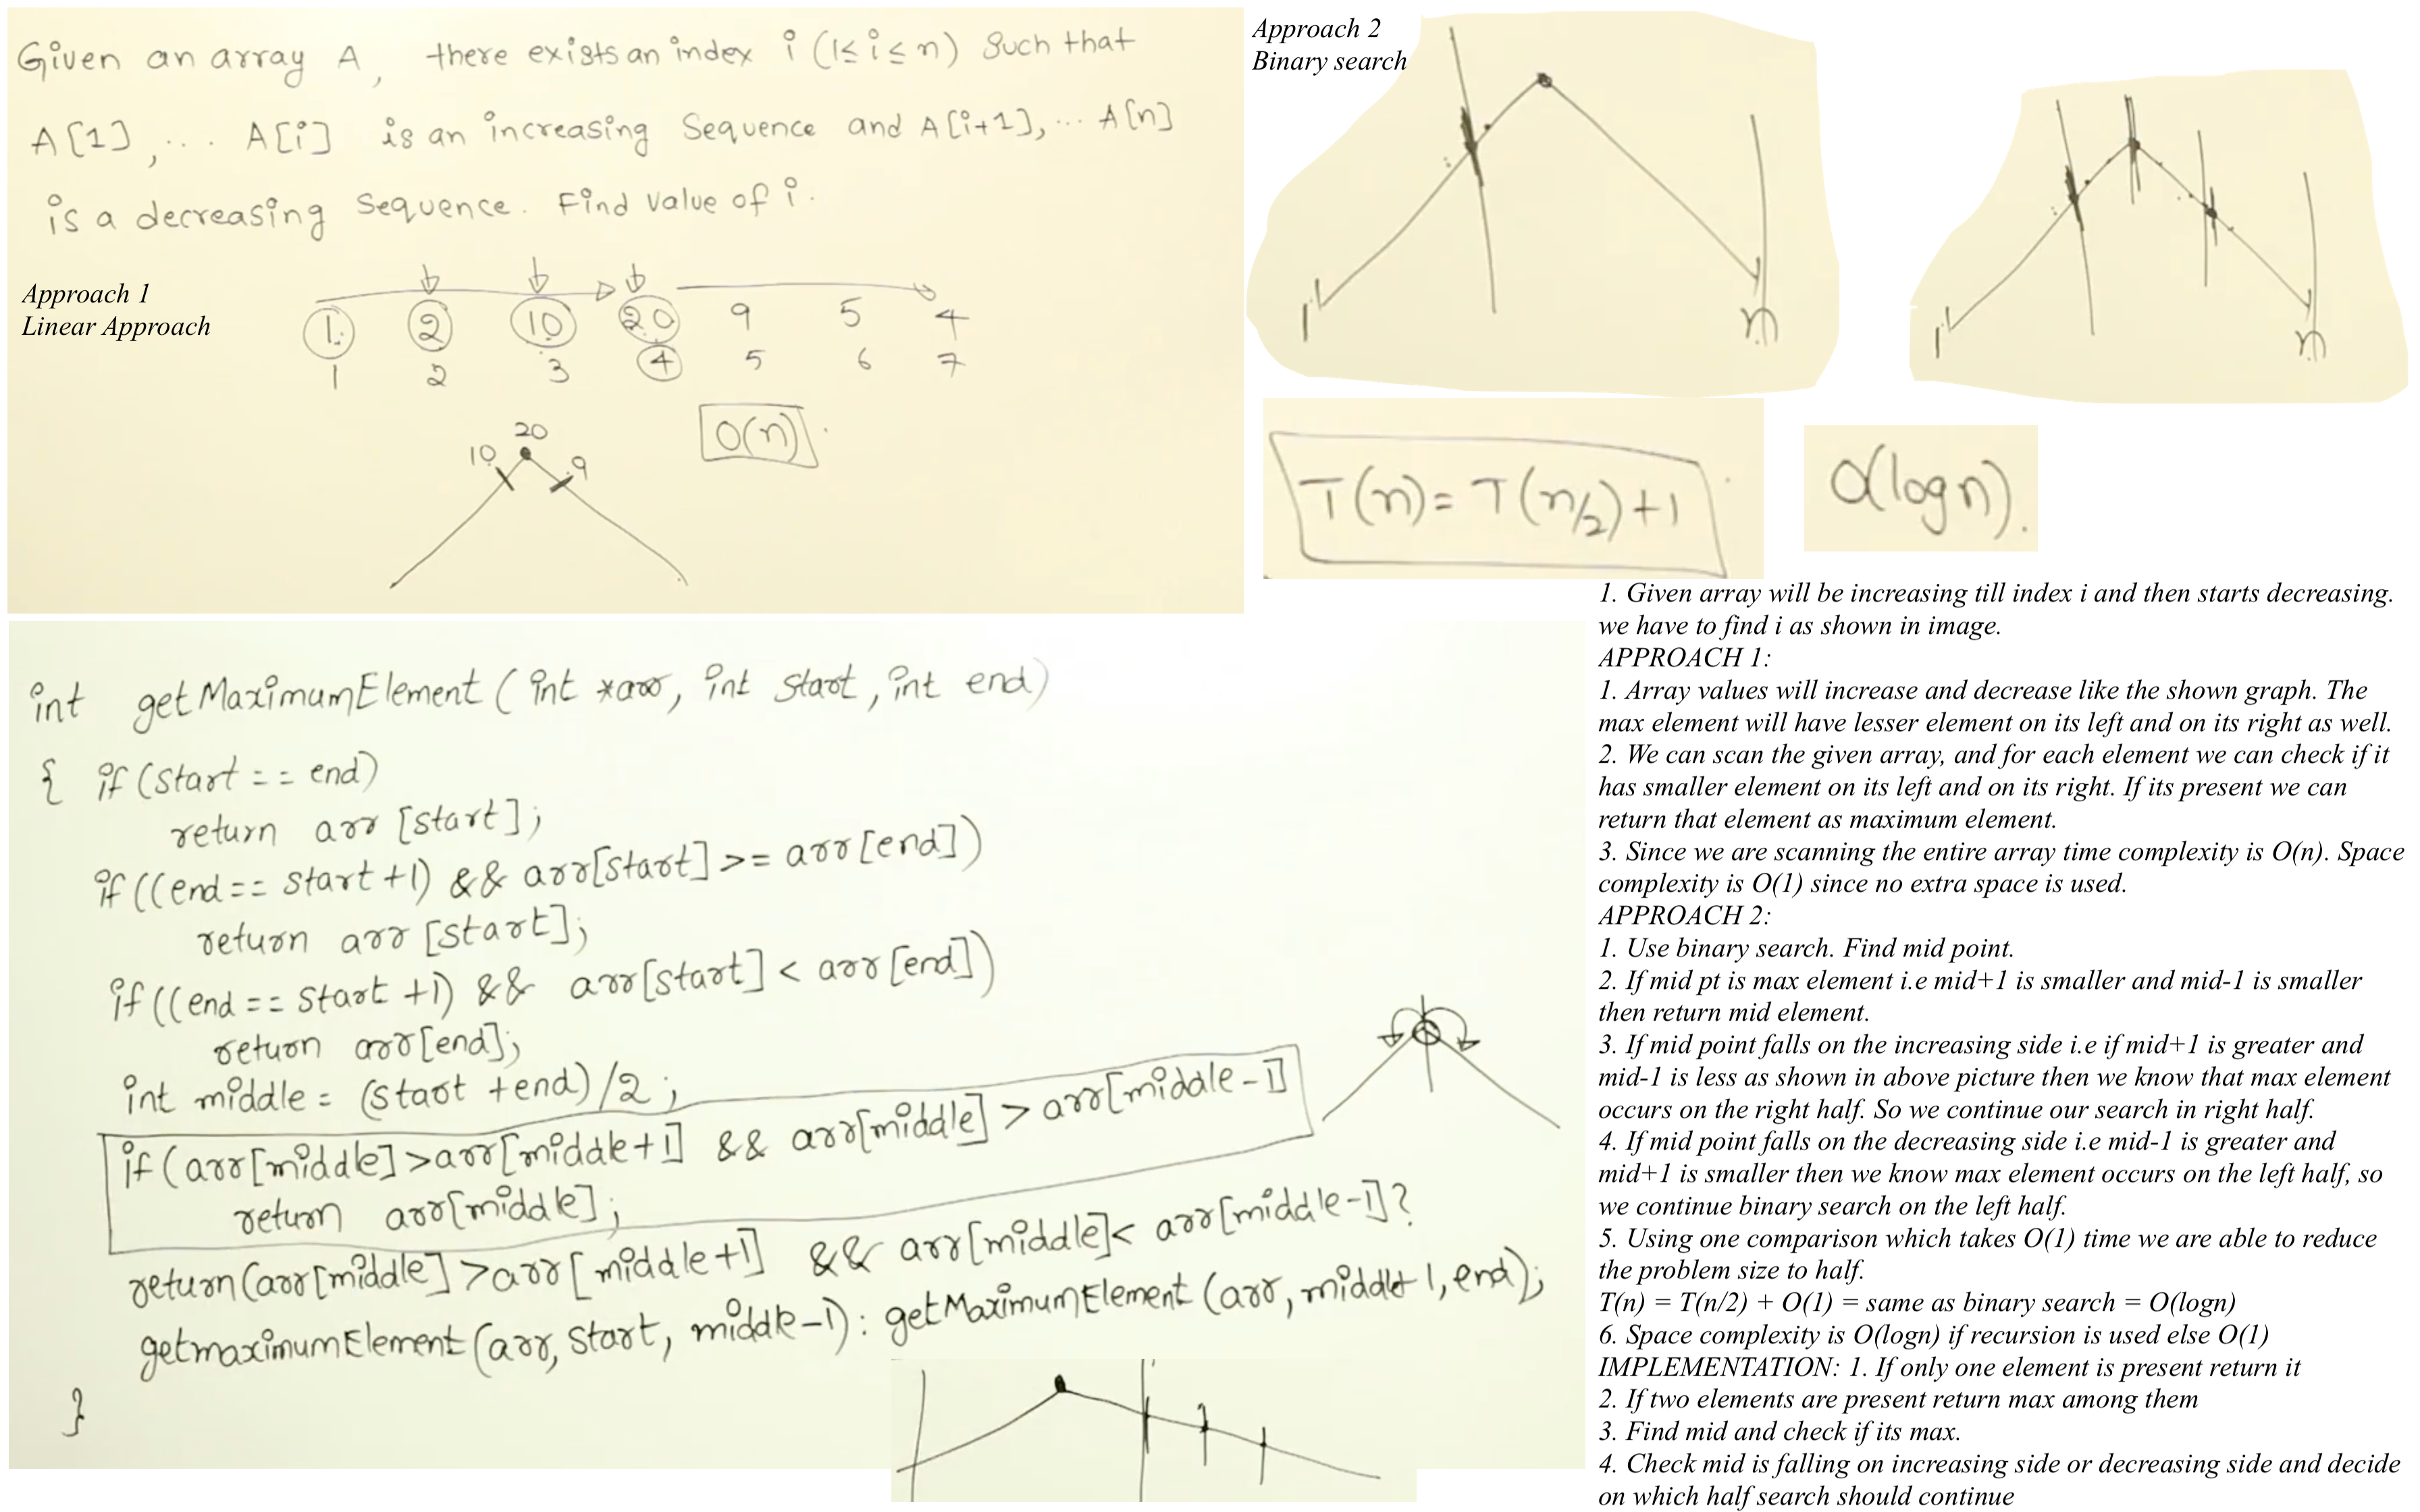 Given an array A, there exists an index i (1≤ i ≤ n) Such that
A[1], ... A[i] is an increasing Sequence and A[i+1], ... A[n]
is a decreasing Sequence. Find value of i.
Approach 1
Linear Approach
1 2 10 20 9 5 4
1 2 3 4 5 6 7
20
10 9
O(n)
Approach 2
Binary search
1 n
1 n
T(n) = T(n/2) + 1
O(log n).
int getMaximumElement ( int *arr, int start, int end)
{ if (start == end)
return arr [start];
if ((end == start +1) && arr[start] >= arr[end])
return arr [start];
if ((end == start +1) && arr[start] < arr[end])
return arr[end];
int middle = (start + end)/2;
if (arr[middle] > arr[middle+1] && arr[middle] > arr[middle-1]
return arr[middle];
return (arr[middle] > arr[middle+1] && arr[middle] < arr[middle-1]?
getmaximumElement (arr, start, middle-1) : getMaximumElement (arr, middle+1, end);
}
1. Given array will be increasing till index i and then starts decreasing.
we have to find i as shown in image.
APPROACH 1:
1. Array values will increase and decrease like the shown graph. The
max element will have lesser element on its left and on its right as well.
2. We can scan the given array, and for each element we can check if it
has smaller element on its left and on its right. If its present we can
return that element as maximum element.
3. Since we are scanning the entire array time complexity is O(n). Space
complexity is O(1) since no extra space is used.
APPROACH 2:
1. Use binary search. Find mid point.
2. If mid pt is max element i.e mid+1 is smaller and mid-1 is smaller
then return mid element.
3. If mid point falls on the increasing side i.e if mid+1 is greater and
mid-1 is less as shown in above picture then we know that max element
occurs on the right half. So we continue our search in right half.
4. If mid point falls on the decreasing side i.e mid-1 is greater and
mid+1 is smaller then we know max element occurs on the left half, so
we continue binary search on the left half.
5. Using one comparison which takes O(1) time we are able to reduce
the problem size to half.
T(n) = T(n/2) + O(1) = same as binary search = O(logn)
6. Space complexity is O(logn) if recursion is used else O(1)
IMPLEMENTATION: 1. If only one element is present return it
2. If two elements are present return max among them
3. Find mid and check if its max.
4. Check mid is falling on increasing side or decreasing side and decide
on which half search should continue